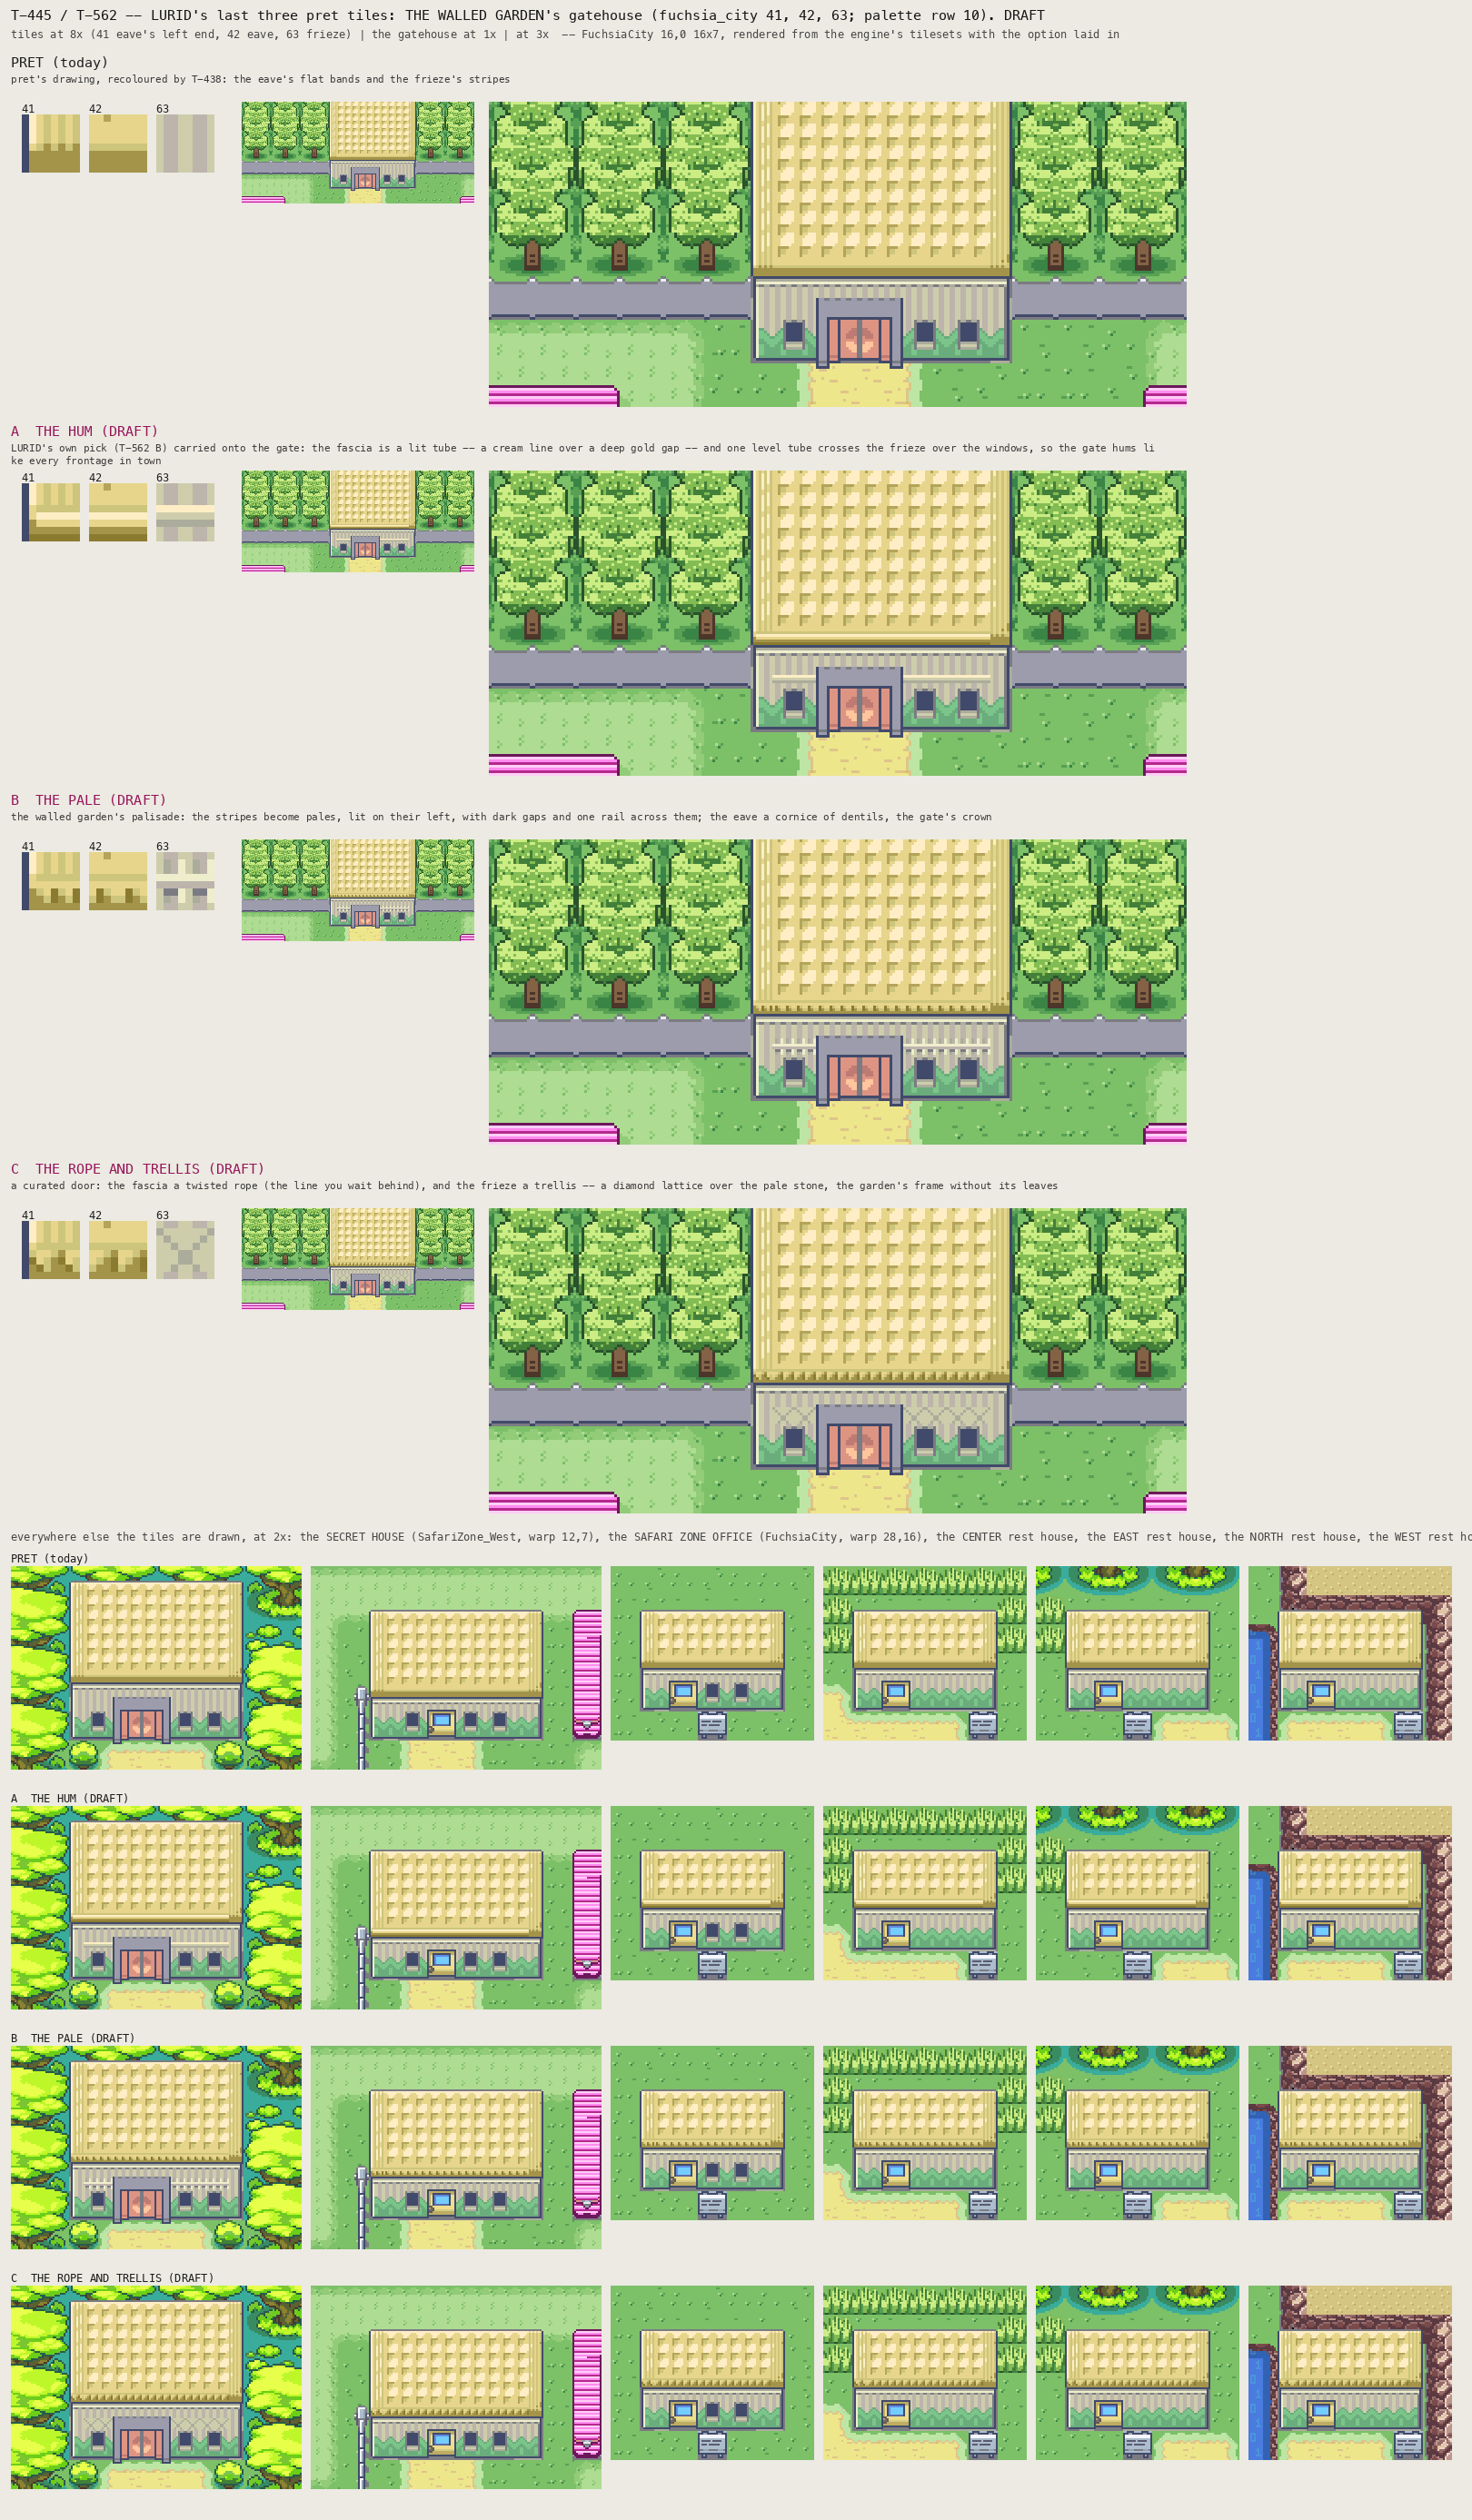 T-445 / T-562 -- LURID's last three pret tiles: THE WALLED GARDEN's gatehouse (fuchsia_city 41, 42, 63; palette row 10). DRAFT
tiles at 8x (41 eave's left end, 42 eave, 63 frieze) | the gatehouse at 1x | at 3x -- FuchsiaCity 16,0 16x7, rendered from the engine's tilesets with the option laid in
PRET (today)
pret's drawing, recoloured by T-438: the eave's flat bands and the frieze's stripes
41 42 63
A THE HUM (DRAFT)
LURID's own pick (T-562 B) carried onto the gate: the fascia is a lit tube -- a cream line over a deep gold gap -- and one level tube crosses the frieze over the windows, so the gate hums li
ke every frontage in town
41 42 63
B THE PALE (DRAFT)
the walled garden's palisade: the stripes become pales, lit on their left, with dark gaps and one rail across them; the eave a cornice of dentils, the gate's crown
41 42 63
C THE ROPE AND TRELLIS (DRAFT)
a curated door: the fascia a twisted rope (the line you wait behind), and the frieze a trellis -- a diamond lattice over the pale stone, the garden's frame without its leaves
41 42 63
everywhere else the tiles are drawn, at 2x: the SECRET HOUSE (SafariZone_West, warp 12,7), the SAFARI ZONE OFFICE (FuchsiaCity, warp 28,16), the CENTER rest house, the EAST rest house, the NORTH rest house, the WEST rest ho
PRET (today)
A THE HUM (DRAFT)
B THE PALE (DRAFT)
C THE ROPE AND TRELLIS (DRAFT)